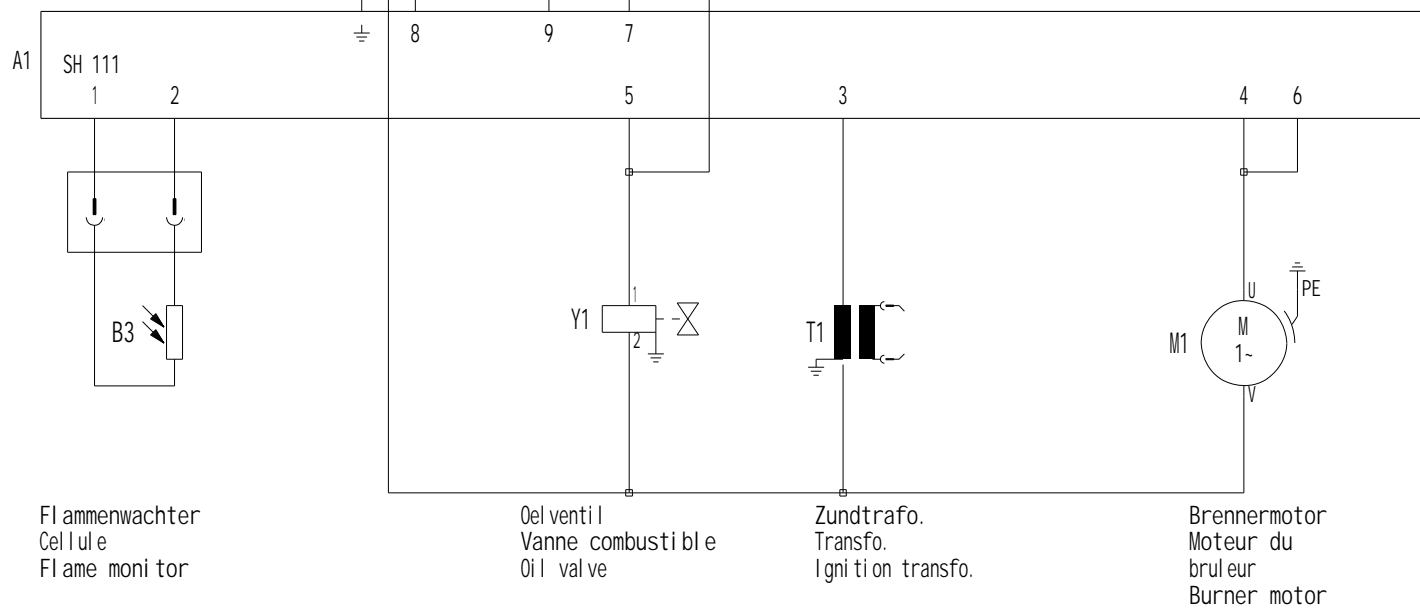 8 9 7
A1
SH 111
1 2 5 3 4 6
1
U
PE
B3
Y1
T1
M1
M
1~
2
V
Flammenwachter
Cellule
Flame monitor
Oelventil
Vanne combustible
Oil valve
Zundtrafo.
Transfo.
Ignition transfo.
Brennermotor
Moteur du
bruleur
Burner motor